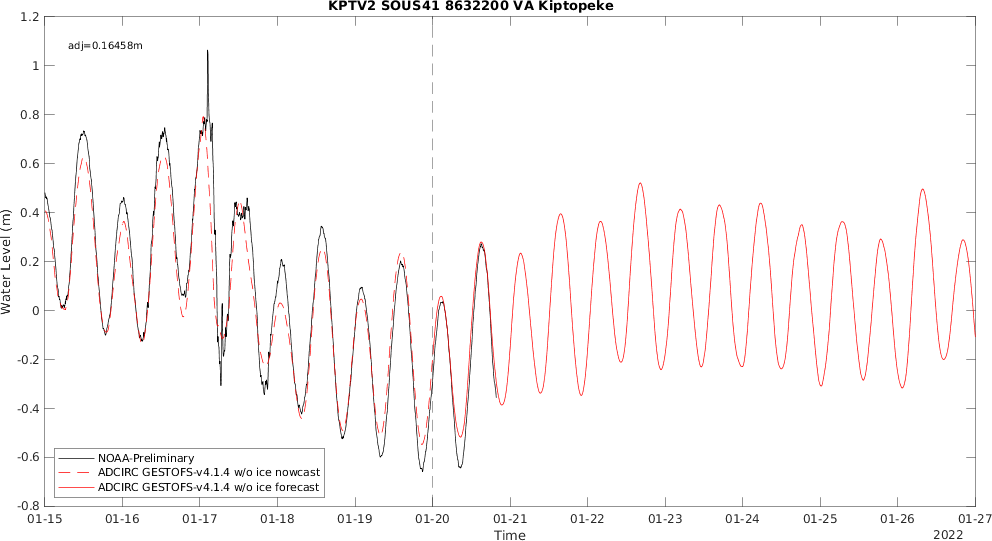 KPTV2 SOUS41 8632200 VA Kiptopeke
adj=0.16458m
1.2
1
0.8
0.6
0.4
0.2
0
-0.2
-0.4
-0.6
-0.8
Water Level (m)
NOAA-Preliminary
ADCIRC GESTOFS-v4.1.4 w/o ice nowcast
ADCIRC GESTOFS-v4.1.4 w/o ice forecast
01-15 01-16 01-17 01-18 01-19 01-20 01-21 01-22 01-23 01-24 01-25 01-26 01-27
Time
2022